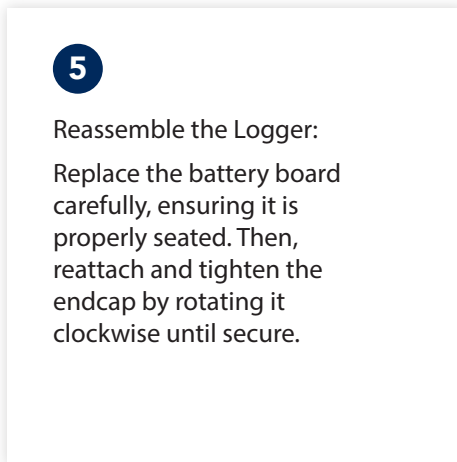 5
Reassemble the Logger:
Replace the battery board
carefully, ensuring it is
properly seated. Then,
reattach and tighten the
endcap by rotating it
clockwise until secure.